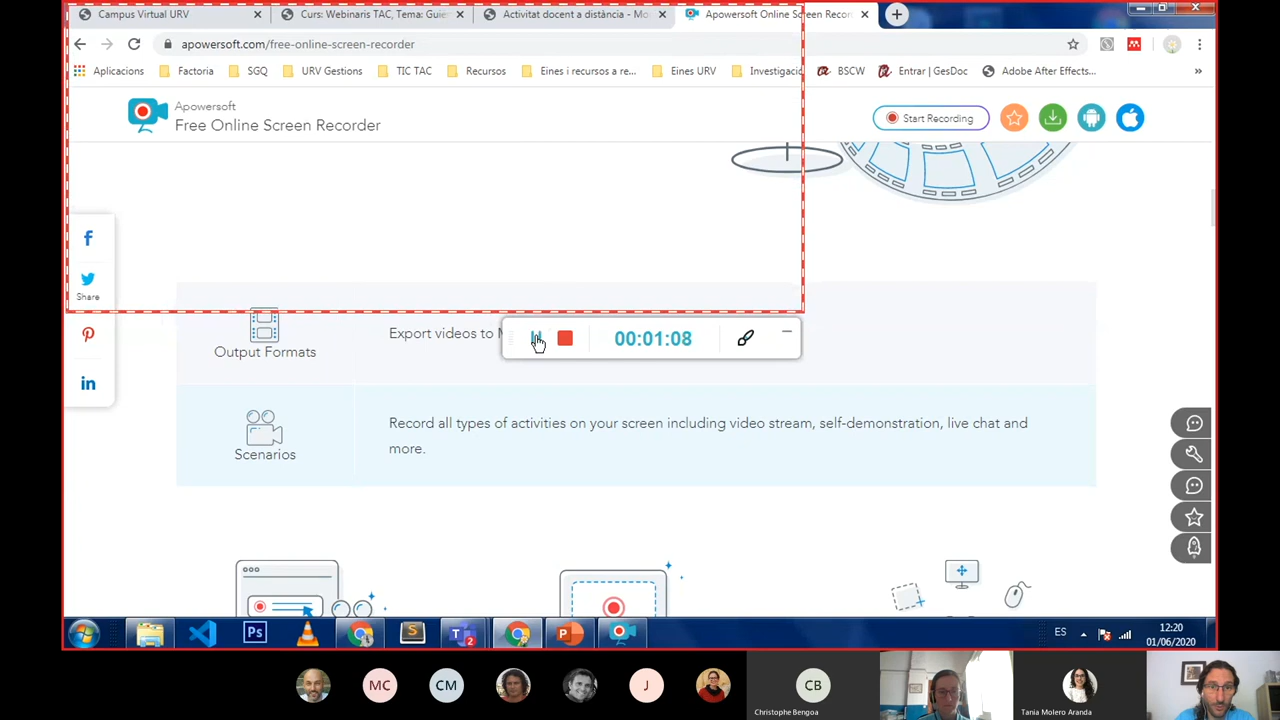 Campus Virtual URV
Curs: Webinaris TAC, Tema: Guie
Activitat docent a distància - Mo
Apowersoft Online Screen Recor
apowersoft.com/free-online-screen-recorder
Aplicacions
Factoria
SGQ
URV Gestions
TIC TAC
Recursos
Eines i recursos a re...
Eines URV
Investigació
BSCW
Entrar | GesDoc
Adobe After Effects...
»
Apowersoft
Free Online Screen Recorder
Start Recording
Share
Output Formats
Export videos to
00:01:08
Scenarios
Record all types of activities on your screen including video stream, self-demonstration, live chat and
more.
Ps
S
T 2
P
ES
12:20
01/06/2020
MC
CM
J
CB
Christophe Bengoa
Tania Molero Aranda